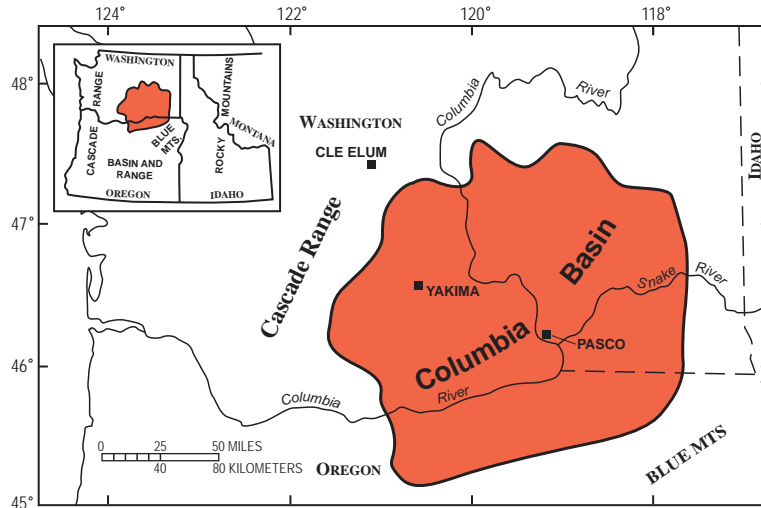 124°
122°
120°
118°
48°
47°
46°
45°
WASHINGTON
CASCADE
RANGE
BLUE
MTS.
BASIN AND
RANGE
OREGON
IDAHO
ROCKY
MOUNTAINS
MONTANA
WASHINGTON
CLE ELUM
Columbia
River
IDAHO
Cascade Range
Basin
YAKIMA
Snake
River
Columbia
PASCO
Columbia
River
0 25 50 MILES
40 80 KILOMETERS
OREGON
BLUE MTS